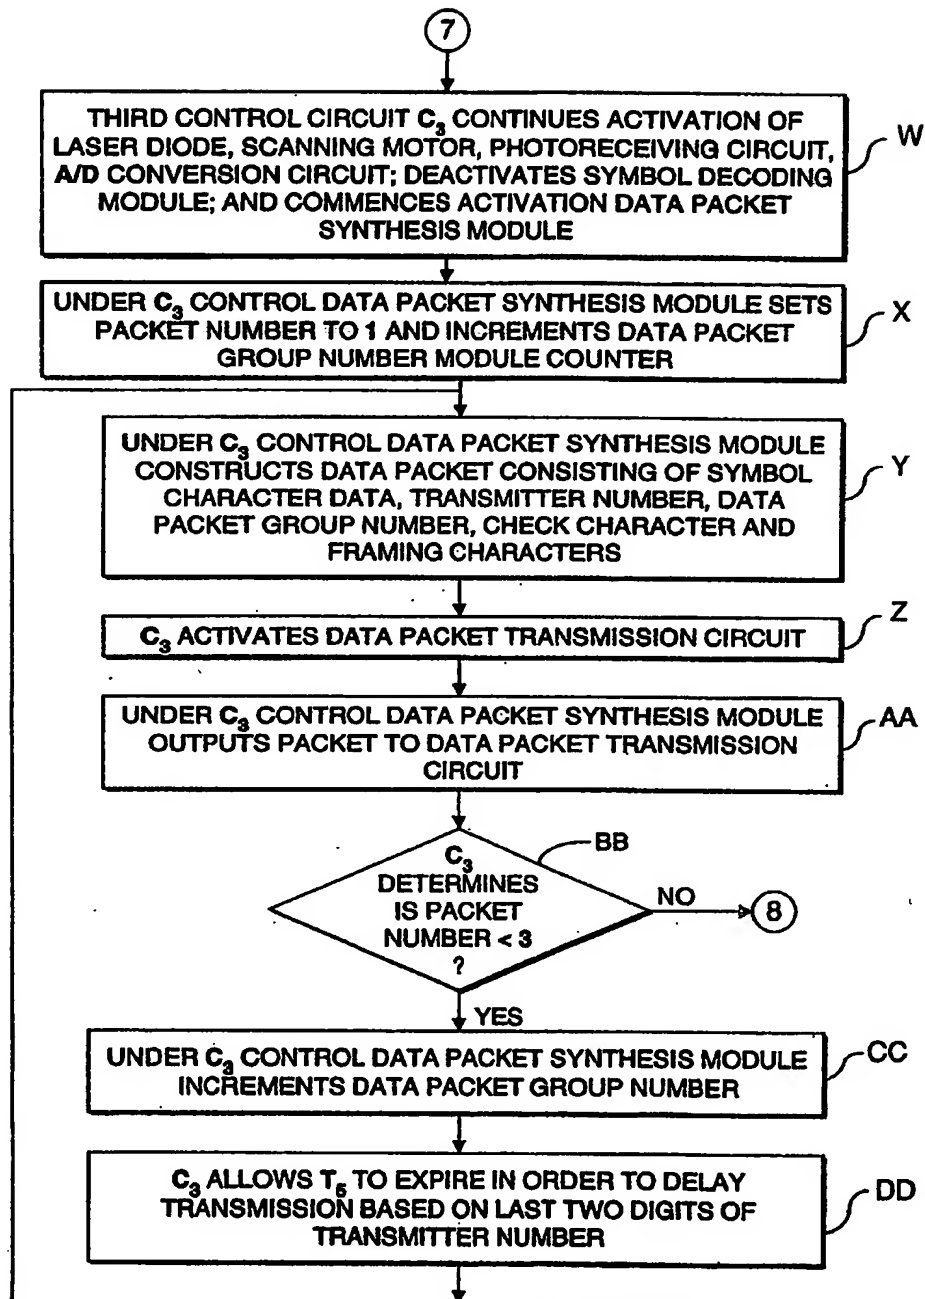 7
THIRD CONTROL CIRCUIT C3 CONTINUES ACTIVATION OF
LASER DIODE, SCANNING MOTOR, PHOTORECEIVING CIRCUIT,
A/D CONVERSION CIRCUIT; DEACTIVATES SYMBOL DECODING
MODULE; AND COMMENCES ACTIVATION DATA PACKET
SYNTHESIS MODULE
W
UNDER C3 CONTROL DATA PACKET SYNTHESIS MODULE SETS
PACKET NUMBER TO 1 AND INCREMENTS DATA PACKET
GROUP NUMBER MODULE COUNTER
X
UNDER C3 CONTROL DATA PACKET SYNTHESIS MODULE
CONSTRUCTS DATA PACKET CONSISTING OF SYMBOL
CHARACTER DATA, TRANSMITTER NUMBER, DATA
PACKET GROUP NUMBER, CHECK CHARACTER AND
FRAMING CHARACTERS
Y
C3 ACTIVATES DATA PACKET TRANSMISSION CIRCUIT
Z
UNDER C3 CONTROL DATA PACKET SYNTHESIS MODULE
OUTPUTS PACKET TO DATA PACKET TRANSMISSION
CIRCUIT
AA
C3
DETERMINES
IS PACKET
NUMBER < 3
?
BB
NO
8
YES
UNDER C3 CONTROL DATA PACKET SYNTHESIS MODULE
INCREMENTS DATA PACKET GROUP NUMBER
CC
C3 ALLOWS T5 TO EXPIRE IN ORDER TO DELAY
TRANSMISSION BASED ON LAST TWO DIGITS OF
TRANSMITTER NUMBER
DD